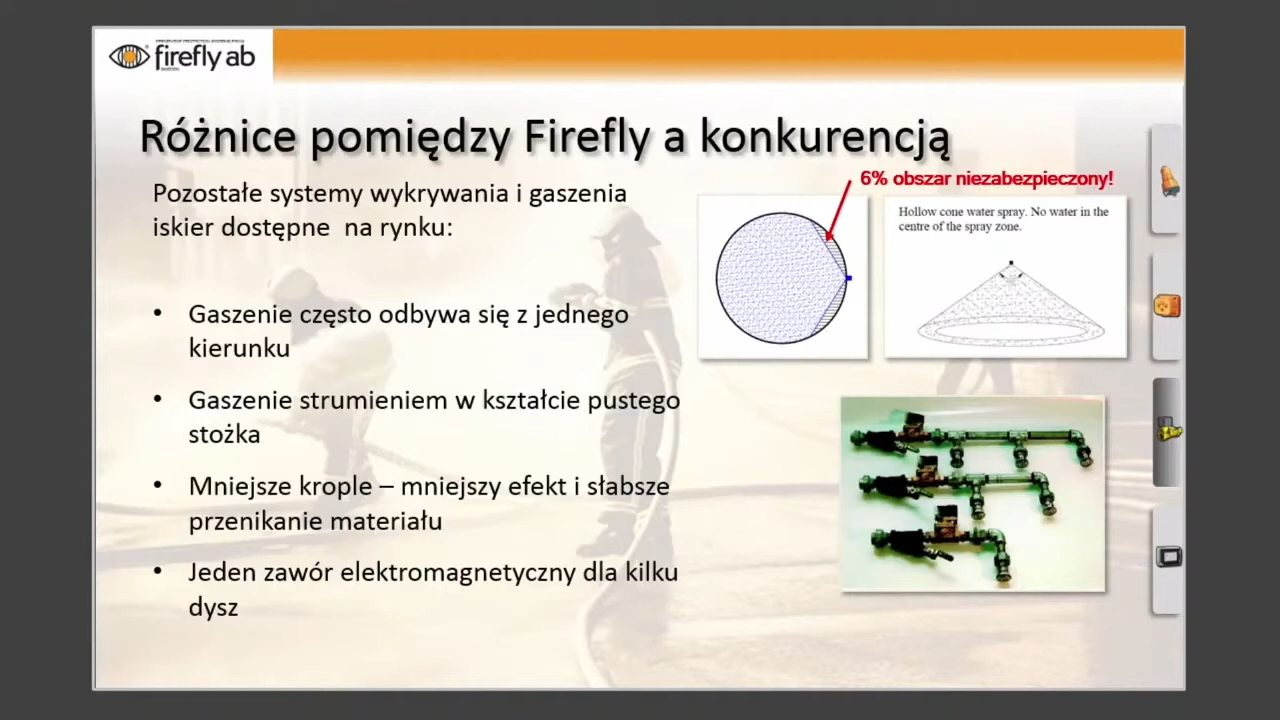 firefly ab
Różnice pomiędzy Firefly a konkurencją
Pozostałe systemy wykrywania i gaszenia
iskier dostępne na rynku:
• Gaszenie często odbywa się z jednego
kierunku
• Gaszenie strumieniem w kształcie pustego
stożka
• Mniejsze krople – mniejszy efekt i słabsze
przenikanie materiału
• Jeden zawór elektromagnetyczny dla kilku
dysz
6% obszar niezabezpieczony!
Hollow cone water spray. No water in the
centre of the spray zone.